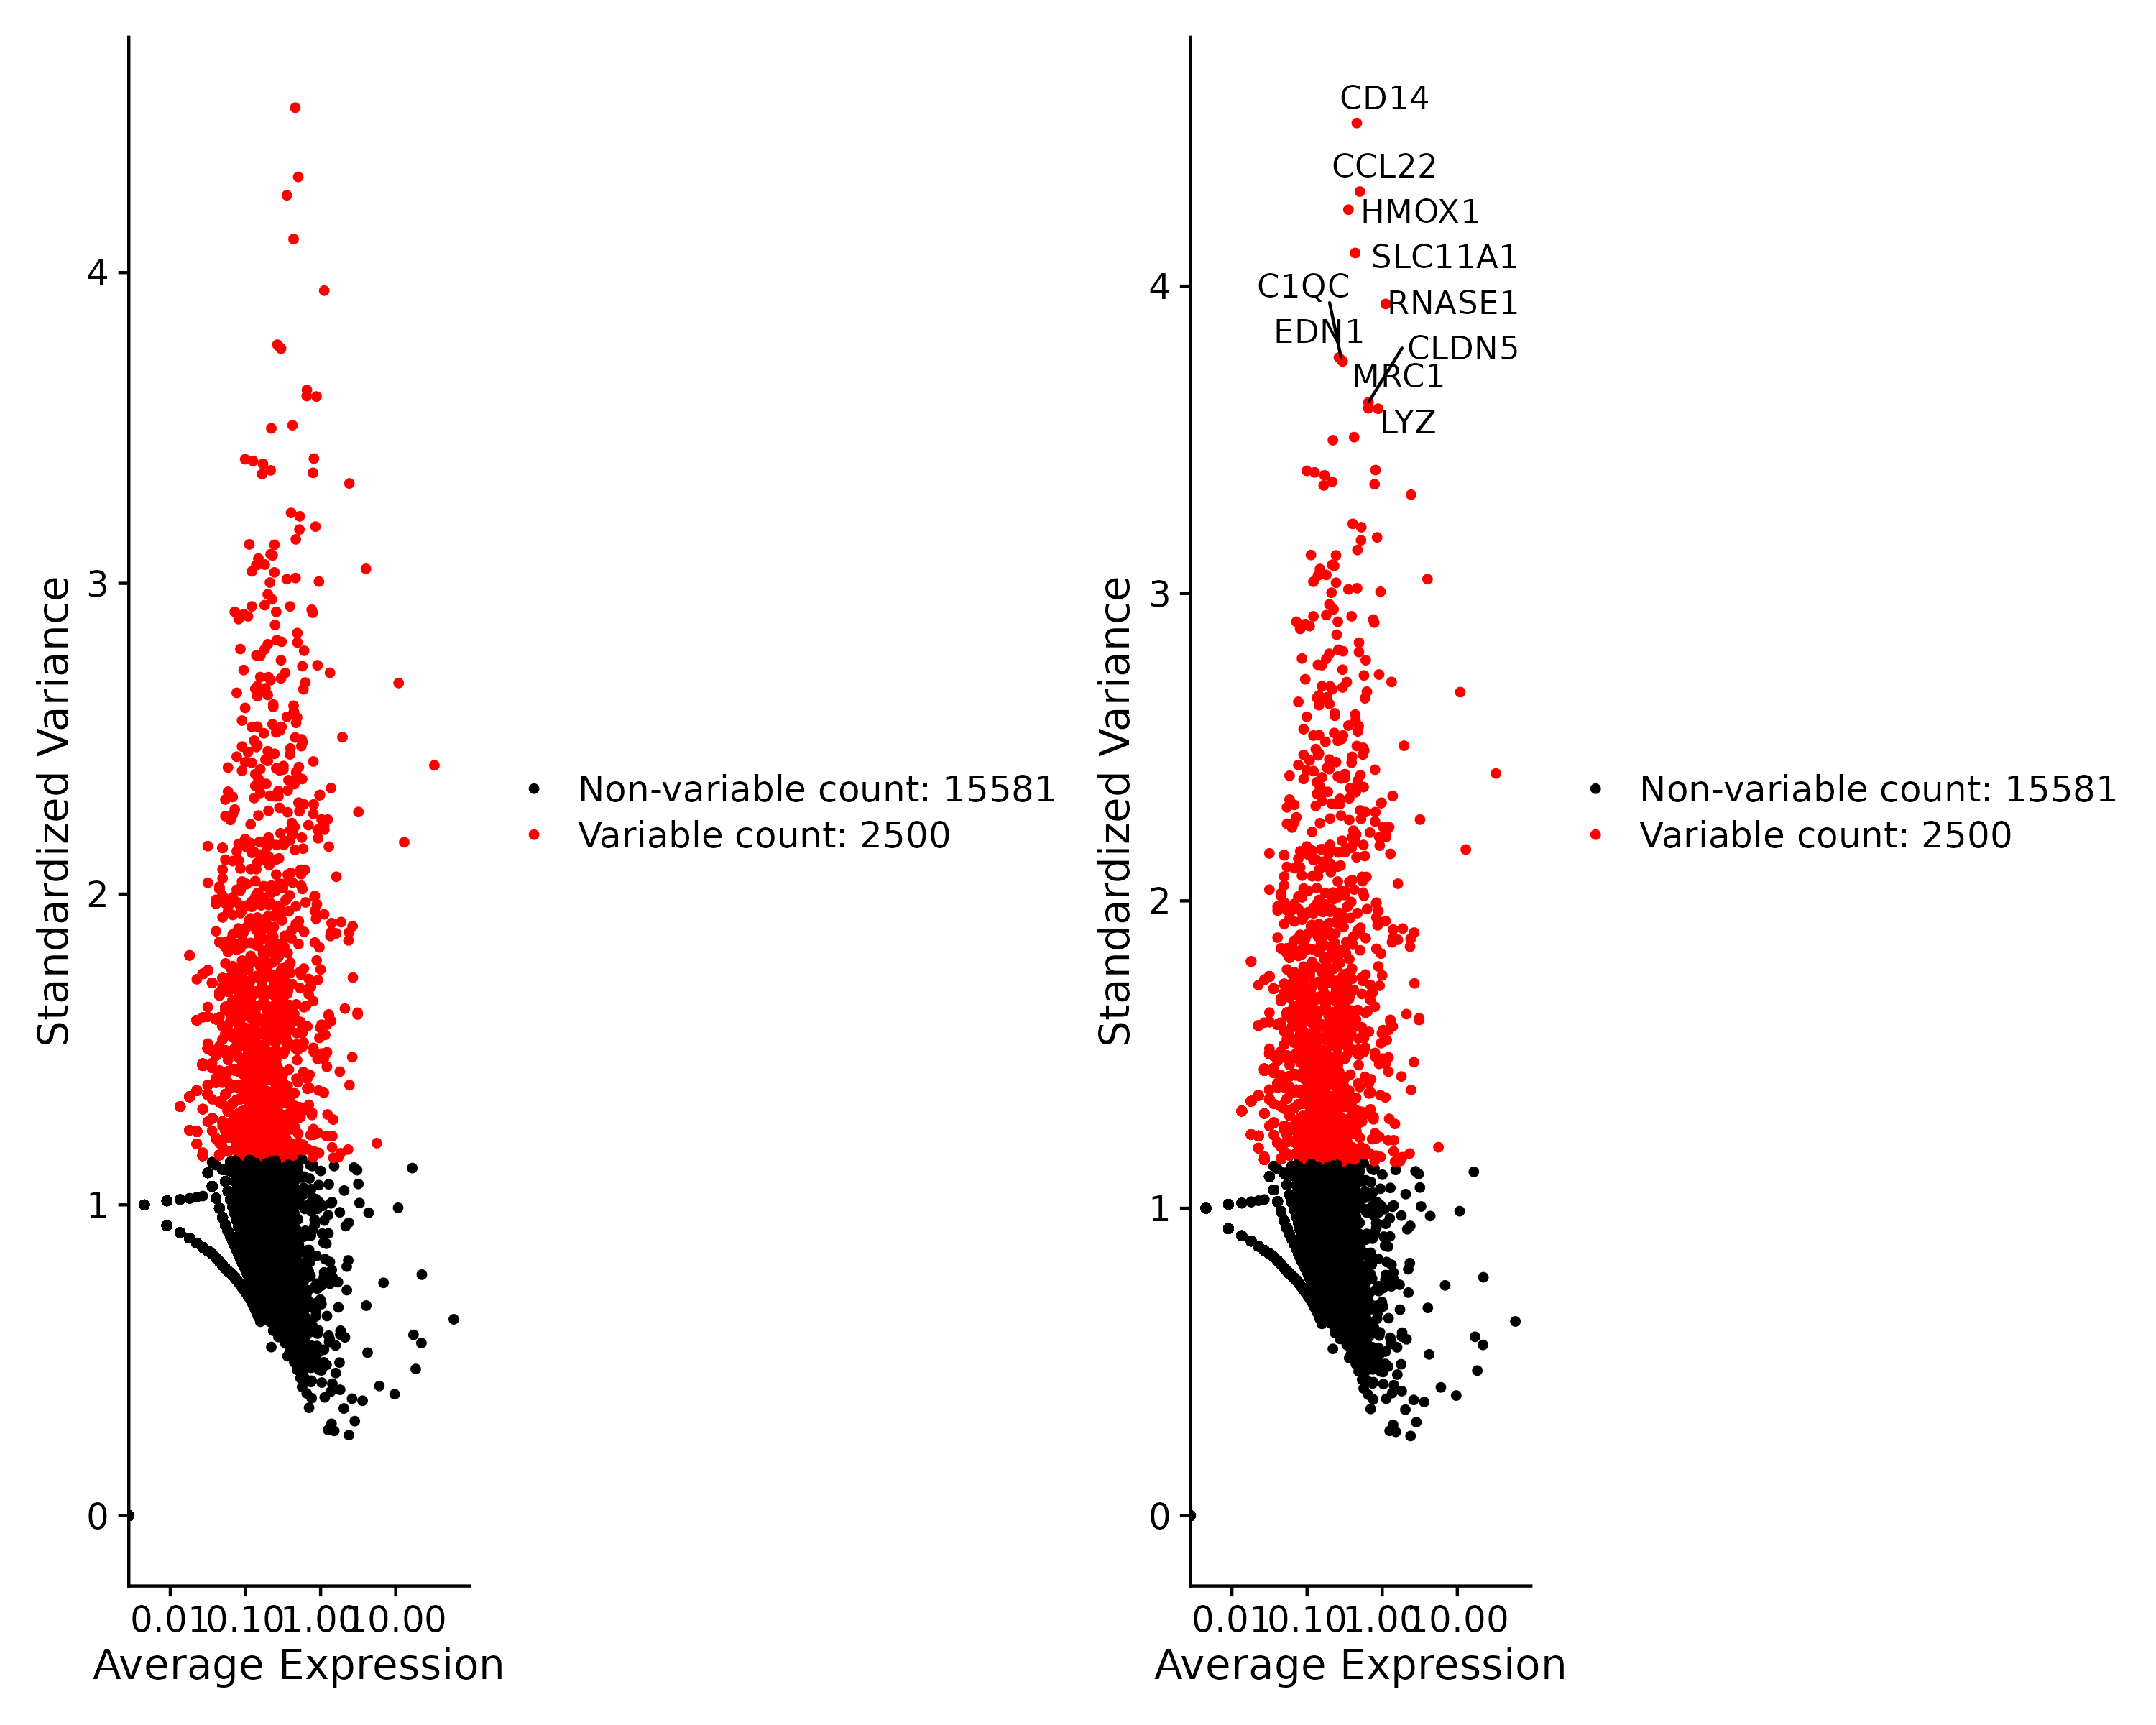 Standardized Variance
4
3
2
1
0
0.01
0.10
1.00
10.00
Average Expression
Non-variable count: 15581
Variable count: 2500
Standardized Variance
4
3
2
1
0
CD14
CCL22
HMOX1
SLC11A1
C1QC
RNASE1
EDN1
CLDN5
MRC1
LYZ
0.01
0.10
1.00
10.00
Average Expression
Non-variable count: 15581
Variable count: 2500